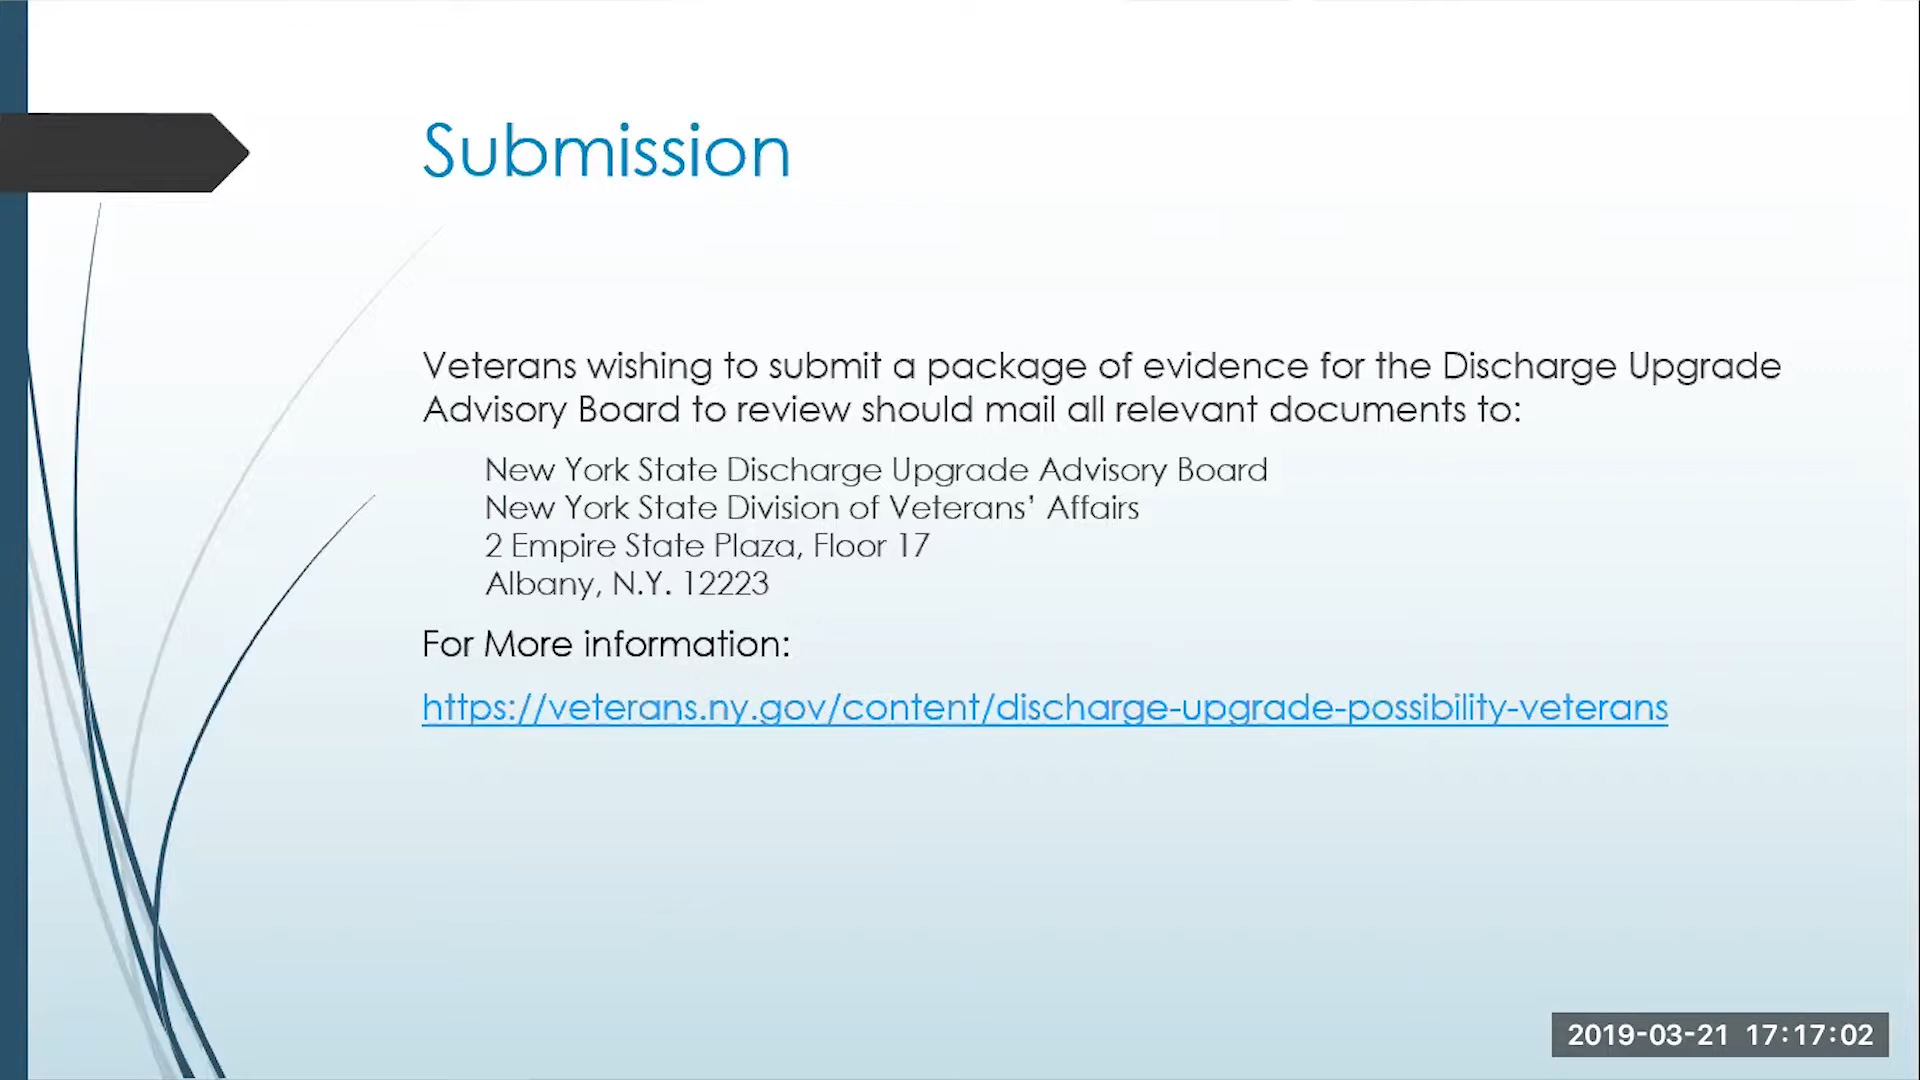 Submission
Veterans wishing to submit a package of evidence for the Discharge Upgrade
Advisory Board to review should mail all relevant documents to:
New York State Discharge Upgrade Advisory Board
New York State Division of Veterans’ Affairs
2 Empire State Plaza, Floor 17
Albany, N.Y. 12223
For More information:
https://veterans.ny.gov/content/discharge-upgrade-possibility-veterans
2019-03-21 17:17:02